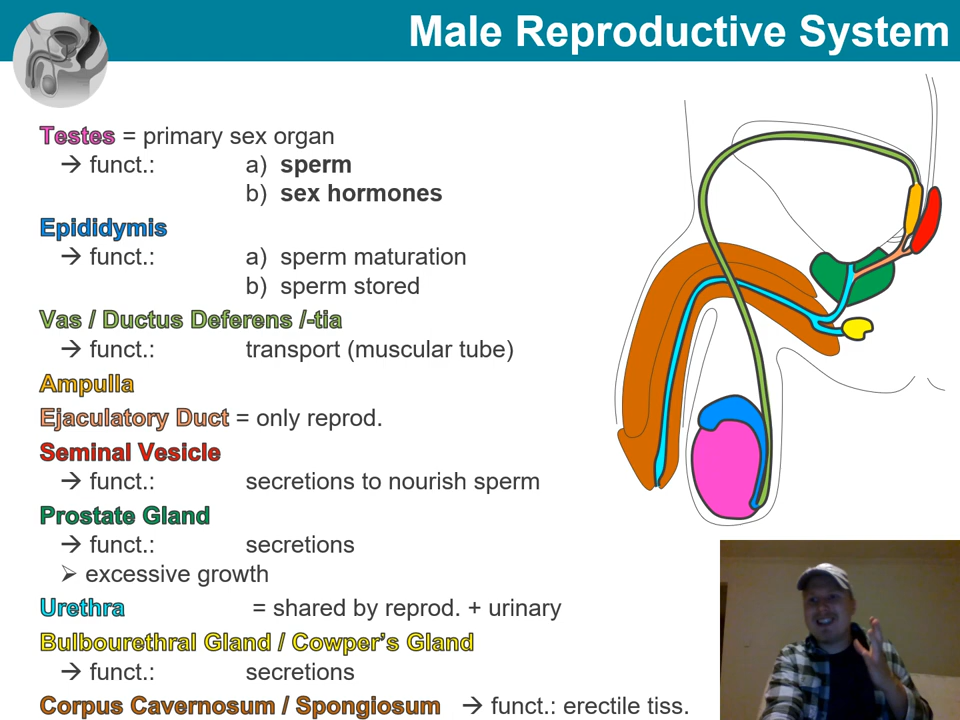 Male Reproductive System
Testes = primary sex organ
→ funct.: a) sperm
b) sex hormones
Epididymis
→ funct.: a) sperm maturation
b) sperm stored
Vas / Ductus Deferens /-tia
→ funct.: transport (muscular tube)
Ampulla
Ejaculatory Duct = only reprod.
Seminal Vesicle
→ funct.: secretions to nourish sperm
Prostate Gland
→ funct.: secretions
➢ excessive growth
Urethra = shared by reprod. + urinary
Bulbourethral Gland / Cowper's Gland
→ funct.: secretions
Corpus Cavernosum / Spongiosum → funct.: erectile tiss.